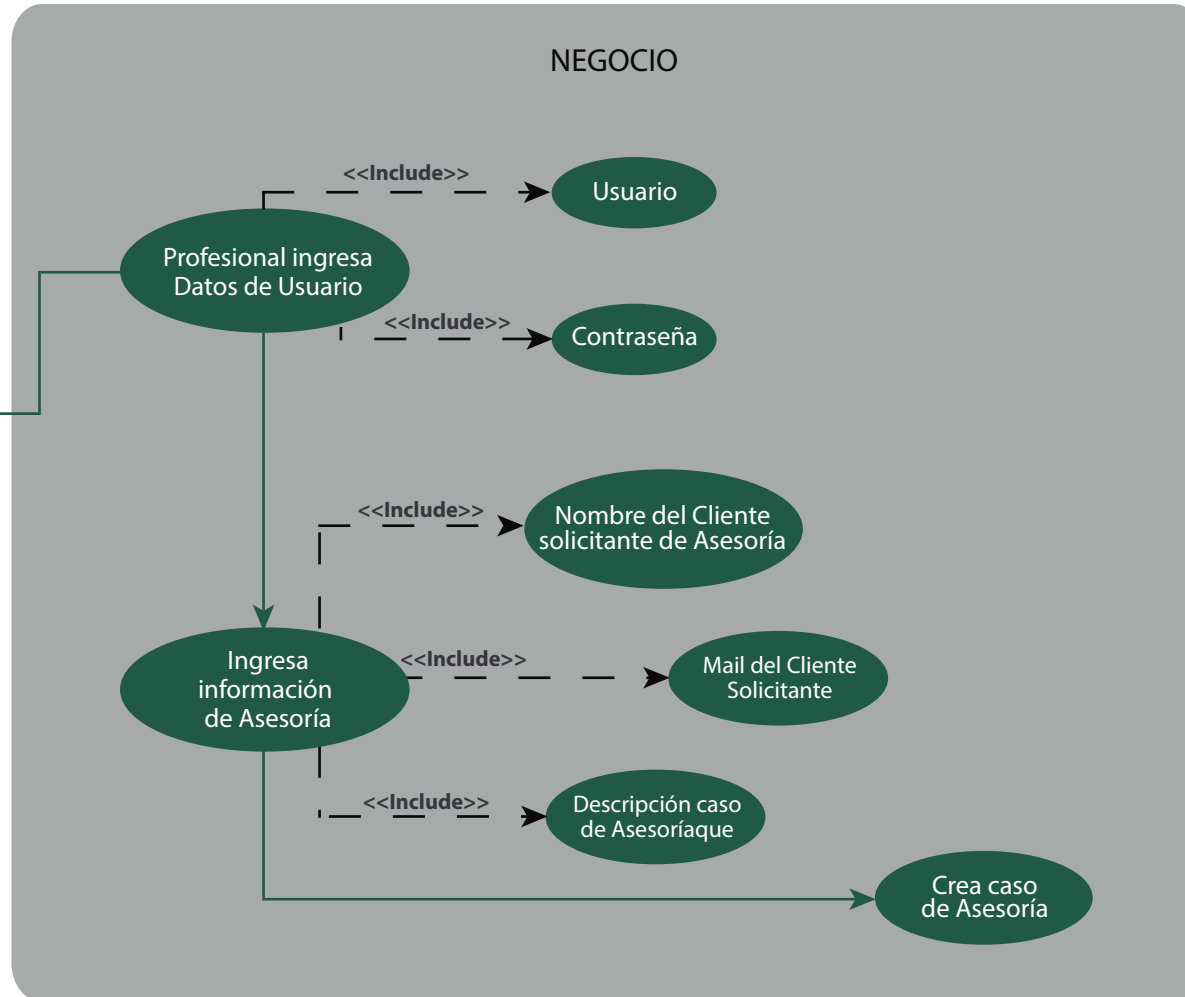 NEGOCIO
<<Include>>
Usuario
Profesional ingresa
Datos de Usuario
<<Include>>
Contraseña
<<Include>>
Nombre del Cliente
solicitante de Asesoría
Ingresa
información
de Asesoría
<<Include>>
Mail del Cliente
Solicitante
<<Include>>
Descripción caso
de Asesoríaque
Crea caso
de Asesoría